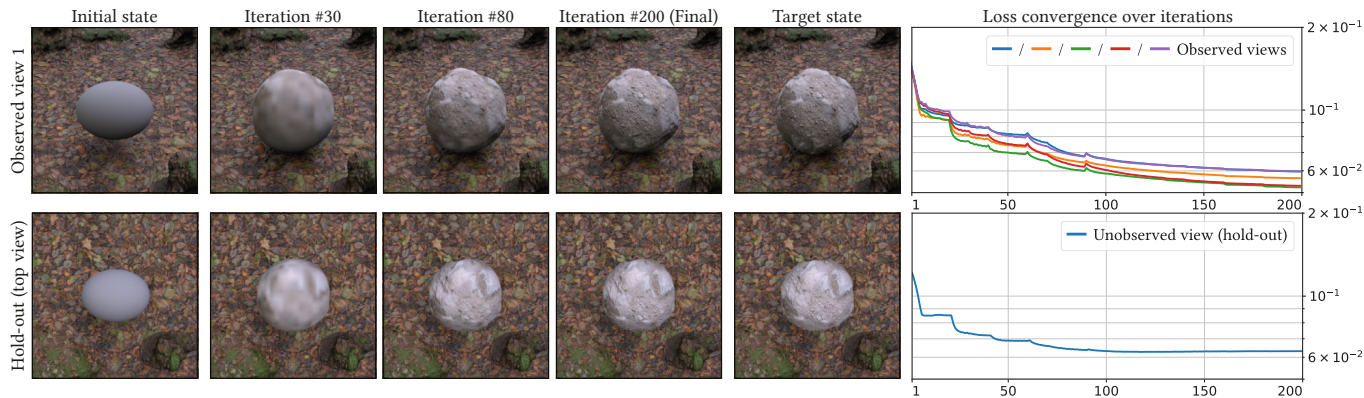 Initial state
Iteration #30
Iteration #80
Iteration #200 (Final)
Target state
Loss convergence over iterations
Observed view 1
/ / / / Observed views
2 × 10⁻¹
10⁻¹
6 × 10⁻²
1 50 100 150 200
Hold-out (top view)
Unobserved view (hold-out)
2 × 10⁻¹
10⁻¹
6 × 10⁻²
1 50 100 150 200